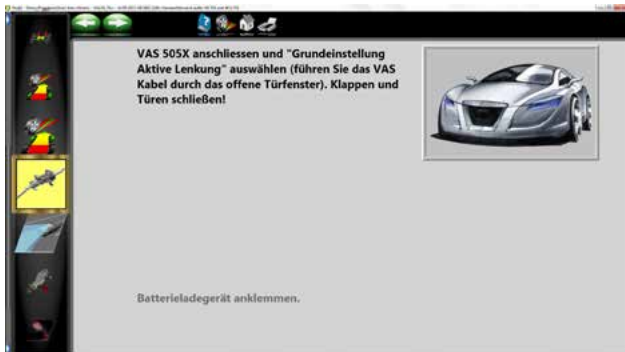 VAS 505X anschliessen und "Grundeinstellung
Aktive Lenkung" auswählen (führen Sie das VAS
Kabel durch das offene Türfenster). Klappen und
Türen schließen!
Batterieladegerät anklemmen.